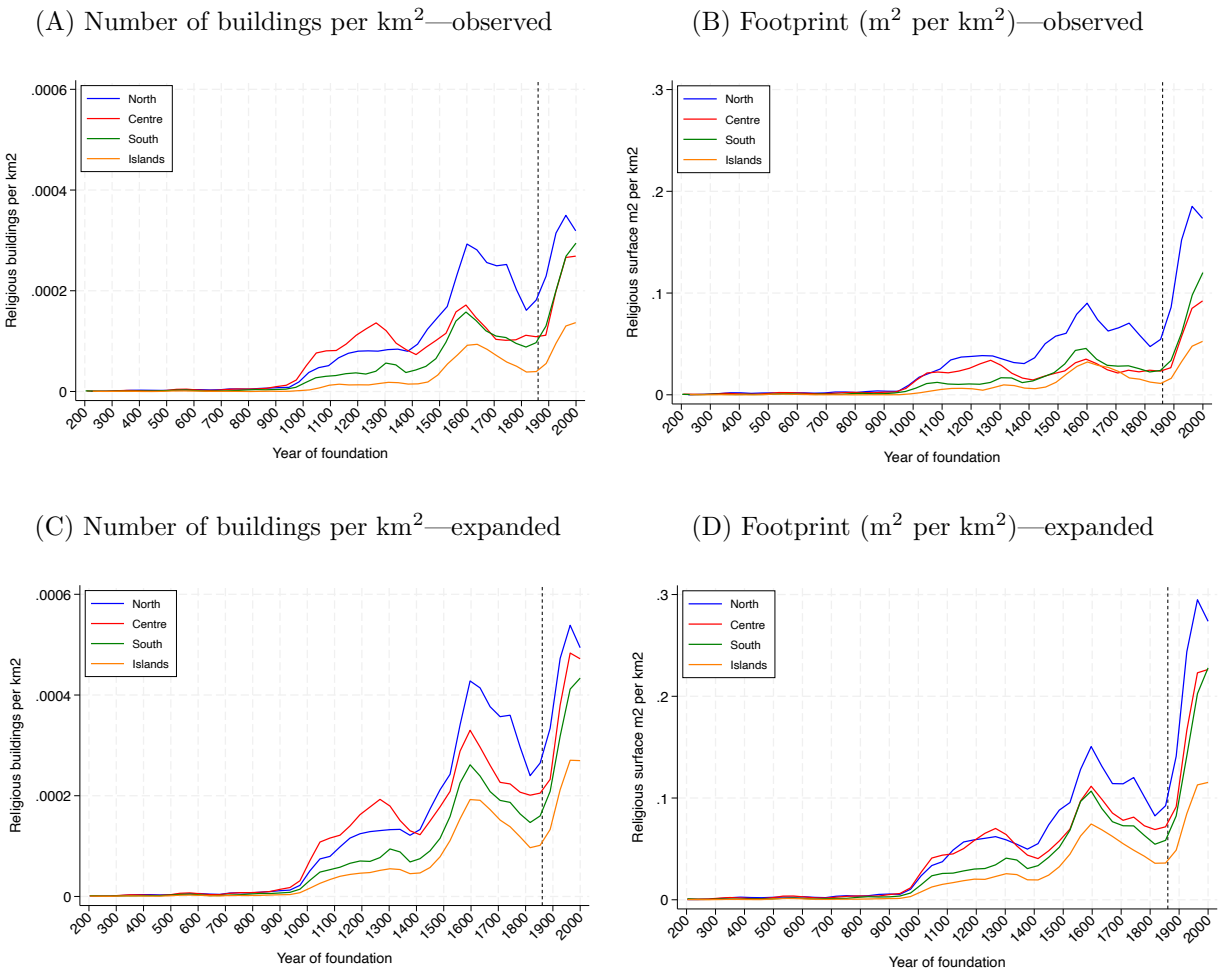 (A) Number of buildings per km²—observed
(B) Footprint (m² per km²)—observed
Religious buildings per km2
.0006
.0004
.0002
0
North
Centre
South
Islands
200 300 400 500 600 700 800 900 1000 1100 1200 1300 1400 1500 1600 1700 1800 1900 2000
Year of foundation
Religious surface m2 per km2
.3
.2
.1
0
North
Centre
South
Islands
200 300 400 500 600 700 800 900 1000 1100 1200 1300 1400 1500 1600 1700 1800 1900 2000
Year of foundation
(C) Number of buildings per km²—expanded
(D) Footprint (m² per km²)—expanded
Religious buildings per km2
.0006
.0004
.0002
0
North
Centre
South
Islands
200 300 400 500 600 700 800 900 1000 1100 1200 1300 1400 1500 1600 1700 1800 1900 2000
Year of foundation
Religious surface m2 per km2
.3
.2
.1
0
North
Centre
South
Islands
200 300 400 500 600 700 800 900 1000 1100 1200 1300 1400 1500 1600 1700 1800 1900 2000
Year of foundation